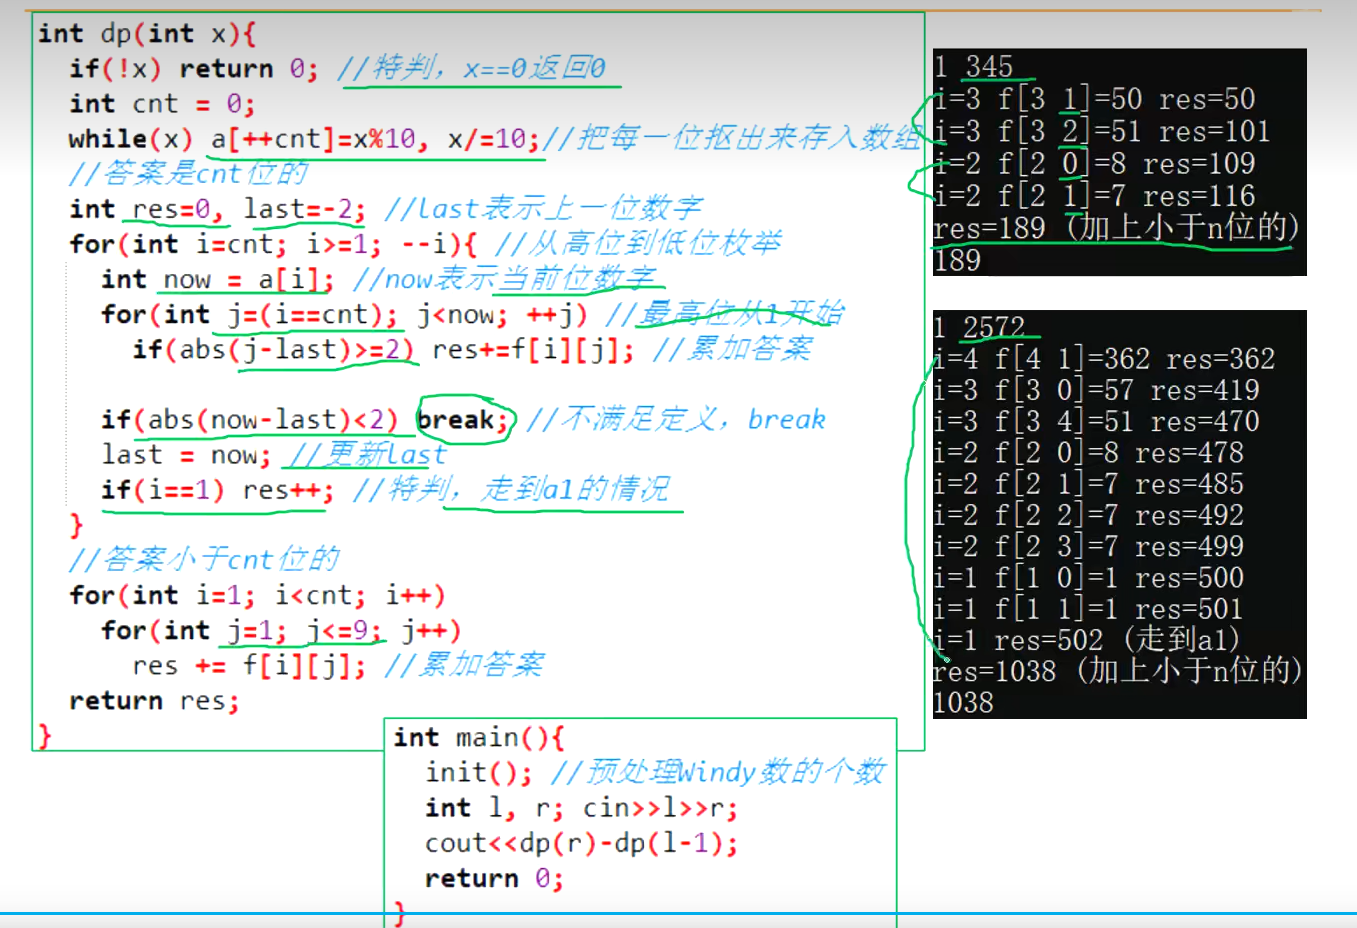 int dp(int x){
if(!x) return 0; //特判，x==0返回0
int cnt = 0;
while(x) a[++cnt]=x%10, x/=10;//把每一位抠出来存入数组
//答案是cnt位的
int res=0, last=-2; //last表示上一位数字
for(int i=cnt; i>=1; --i){ //从高位到低位枚举
int now = a[i]; //now表示当前位数字
for(int j=(i==cnt); j<now; ++j) //最高位从1开始
if(abs(j-last)>=2) res+=f[i][j]; //累加答案
if(abs(now-last)<2) break; //不满足定义，break
last = now; //更新last
if(i==1) res++; //特判，走到a1的情况
}
//答案小于cnt位的
for(int i=1; i<cnt; i++)
for(int j=1; j<=9; j++)
res += f[i][j]; //累加答案
return res;
}
int main(){
init(); //预处理Windy数的个数
int l, r; cin>>l>>r;
cout<<dp(r)-dp(l-1);
return 0;
}
1 345
i=3 f[3 1]=50 res=50
i=3 f[3 2]=51 res=101
i=2 f[2 0]=8 res=109
i=2 f[2 1]=7 res=116
res=189 (加上小于n位的)
189
1 2572
i=4 f[4 1]=362 res=362
i=3 f[3 0]=57 res=419
i=3 f[3 4]=51 res=470
i=2 f[2 0]=8 res=478
i=2 f[2 1]=7 res=485
i=2 f[2 2]=7 res=492
i=2 f[2 3]=7 res=499
i=1 f[1 0]=1 res=500
i=1 f[1 1]=1 res=501
i=1 res=502 (走到a1)
res=1038 (加上小于n位的)
1038